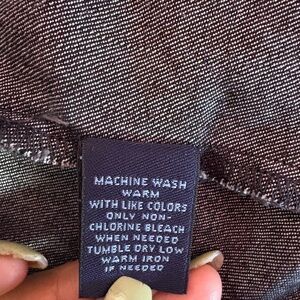 MACHINE WASH
WARM
WITH LIKE COLORS
ONLY NON-
CHLORINE BLEACH
WHEN NEEDED
TUMBLE DRY LOW
WARM IRON
IF NEEDED